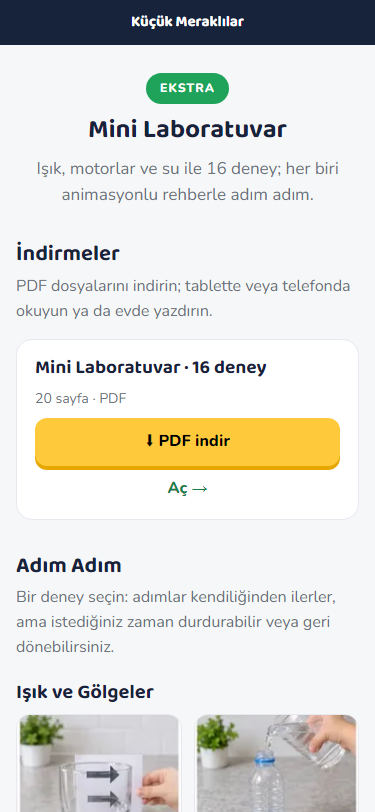 Küçük Meraklılar
EKSTRA
Mini Laboratuvar
Işık, motorlar ve su ile 16 deney; her biri
animasyonlu rehberle adım adım.
İndirmeler
PDF dosyalarını indirin; tablette veya telefonda
okuyun ya da evde yazdırın.
Mini Laboratuvar · 16 deney
20 sayfa · PDF
⬇ PDF indir
Aç →
Adım Adım
Bir deney seçin: adımlar kendiliğinden ilerler,
ama istediğiniz zaman durdurabilir veya geri
dönebilirsiniz.
Işık ve Gölgeler